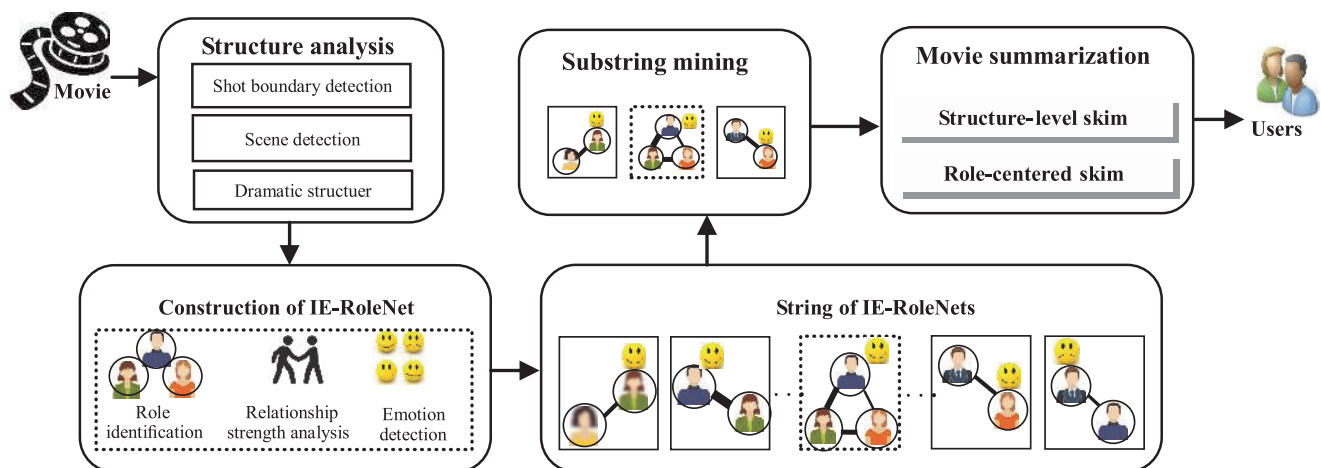 Movie
Structure analysis
Shot boundary detection
Scene detection
Dramatic structuer
Construction of IE-RoleNet
Role
identification
Relationship
strength analysis
Emotion
detection
String of IE-RoleNets
Substring mining
Movie summarization
Structure-level skim
Role-centered skim
Users